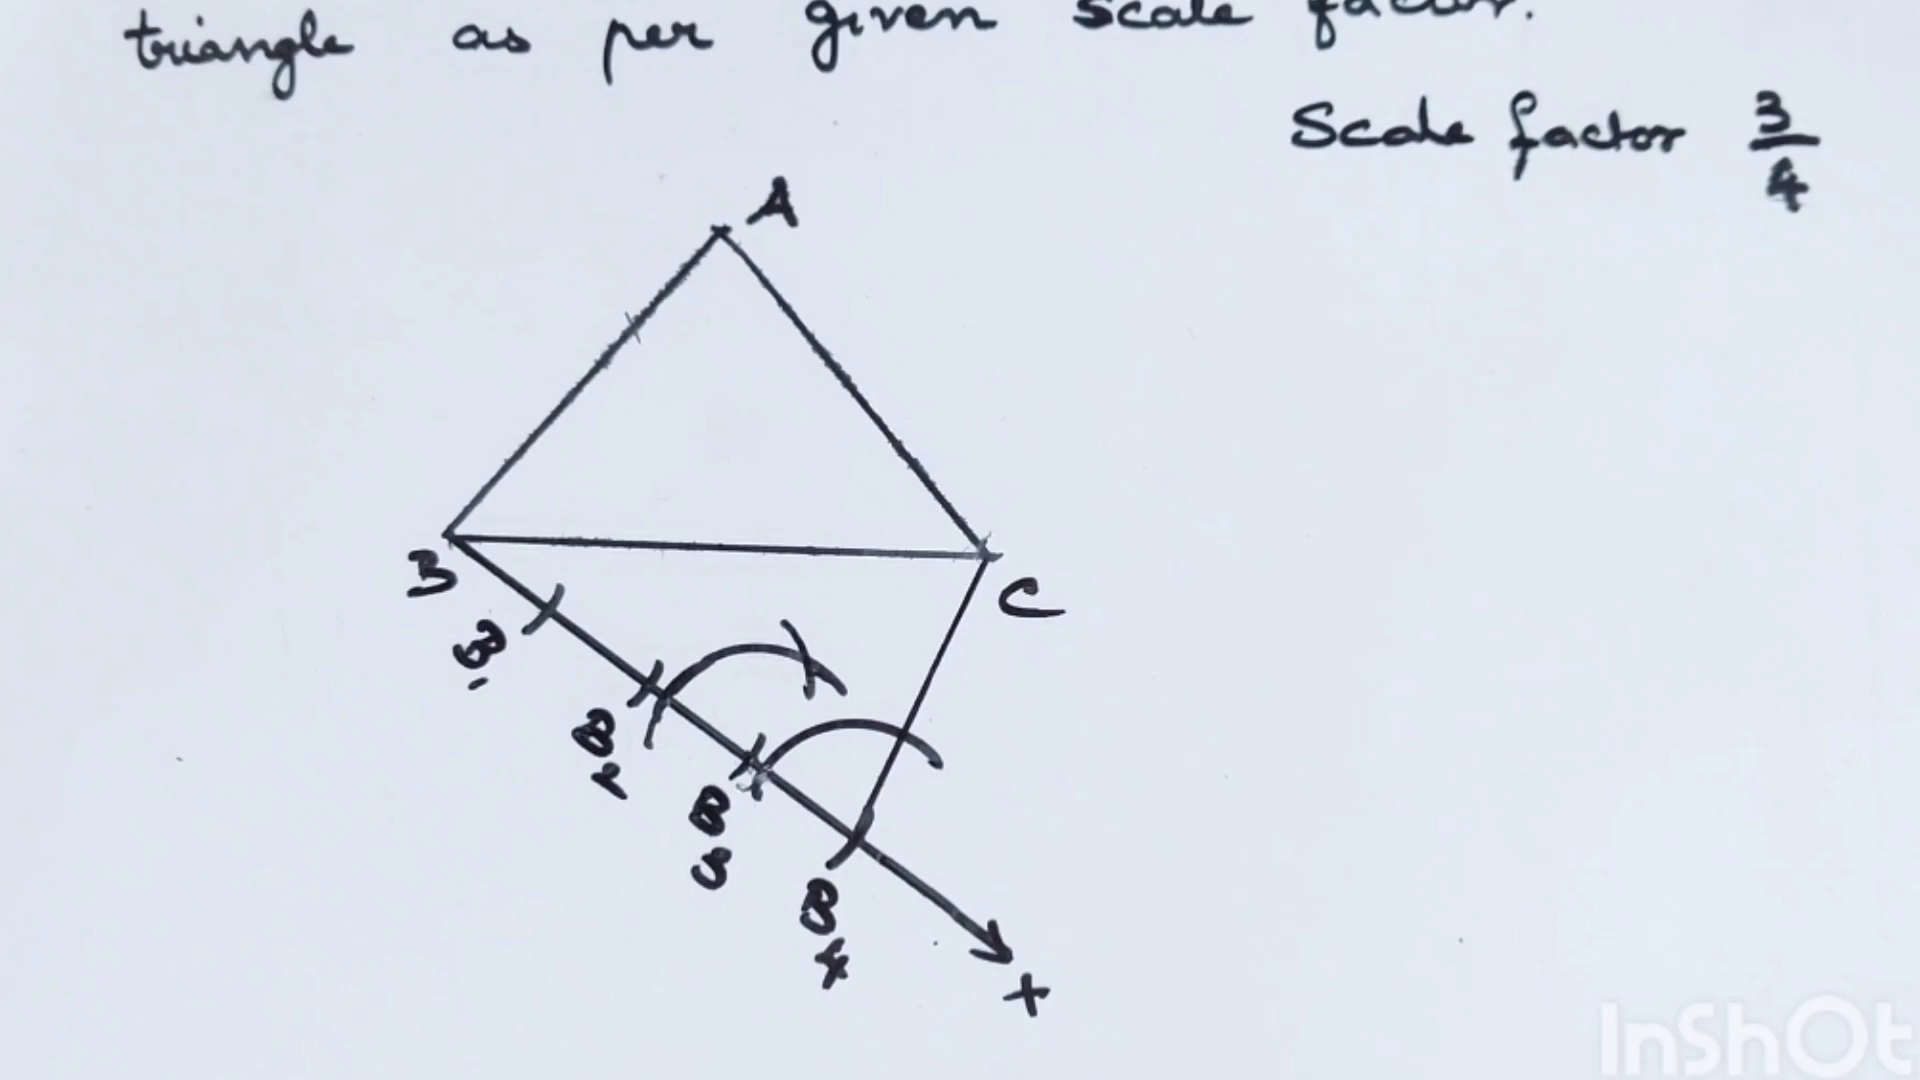 triangle as per given scale factor.
Scale factor 3/4
A
B
C
B1
B2
B3
B4
X
InShOt